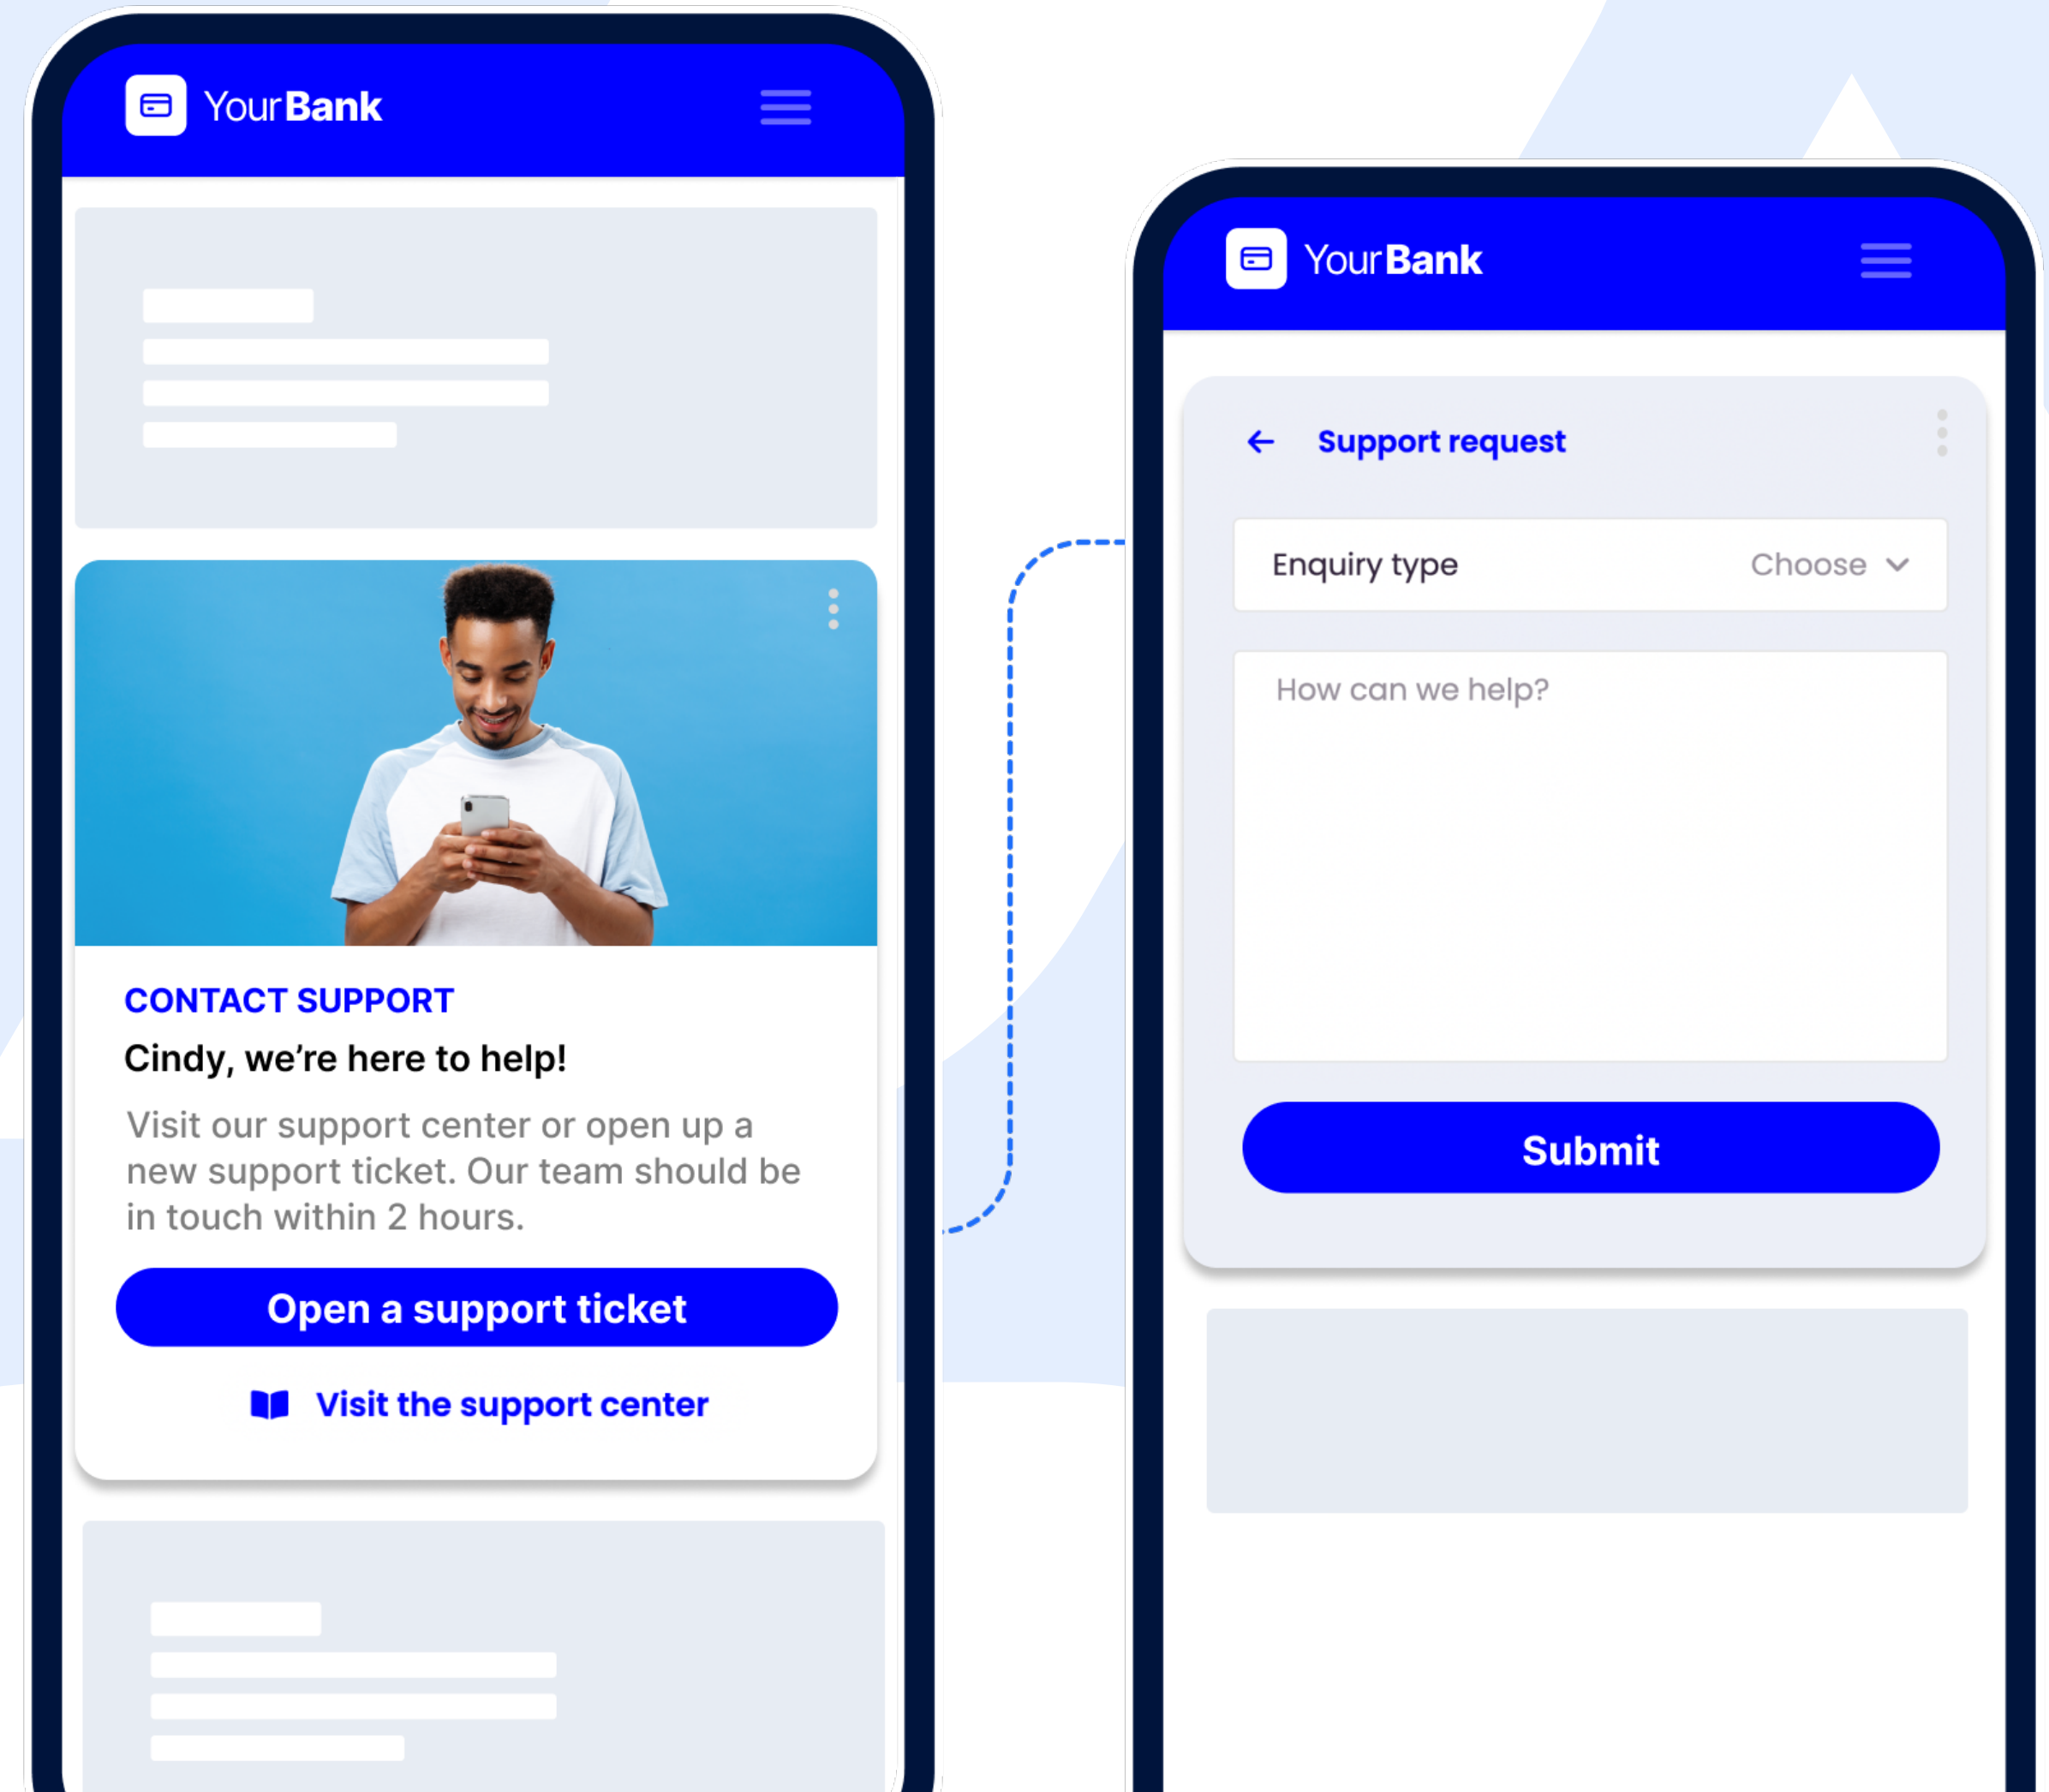 YourBank
CONTACT SUPPORT
Cindy, we’re here to help!
Visit our support center or open up a
new support ticket. Our team should be
in touch within 2 hours.
Open a support ticket
Visit the support center
YourBank
Support request
Enquiry type Choose
How can we help?
Submit